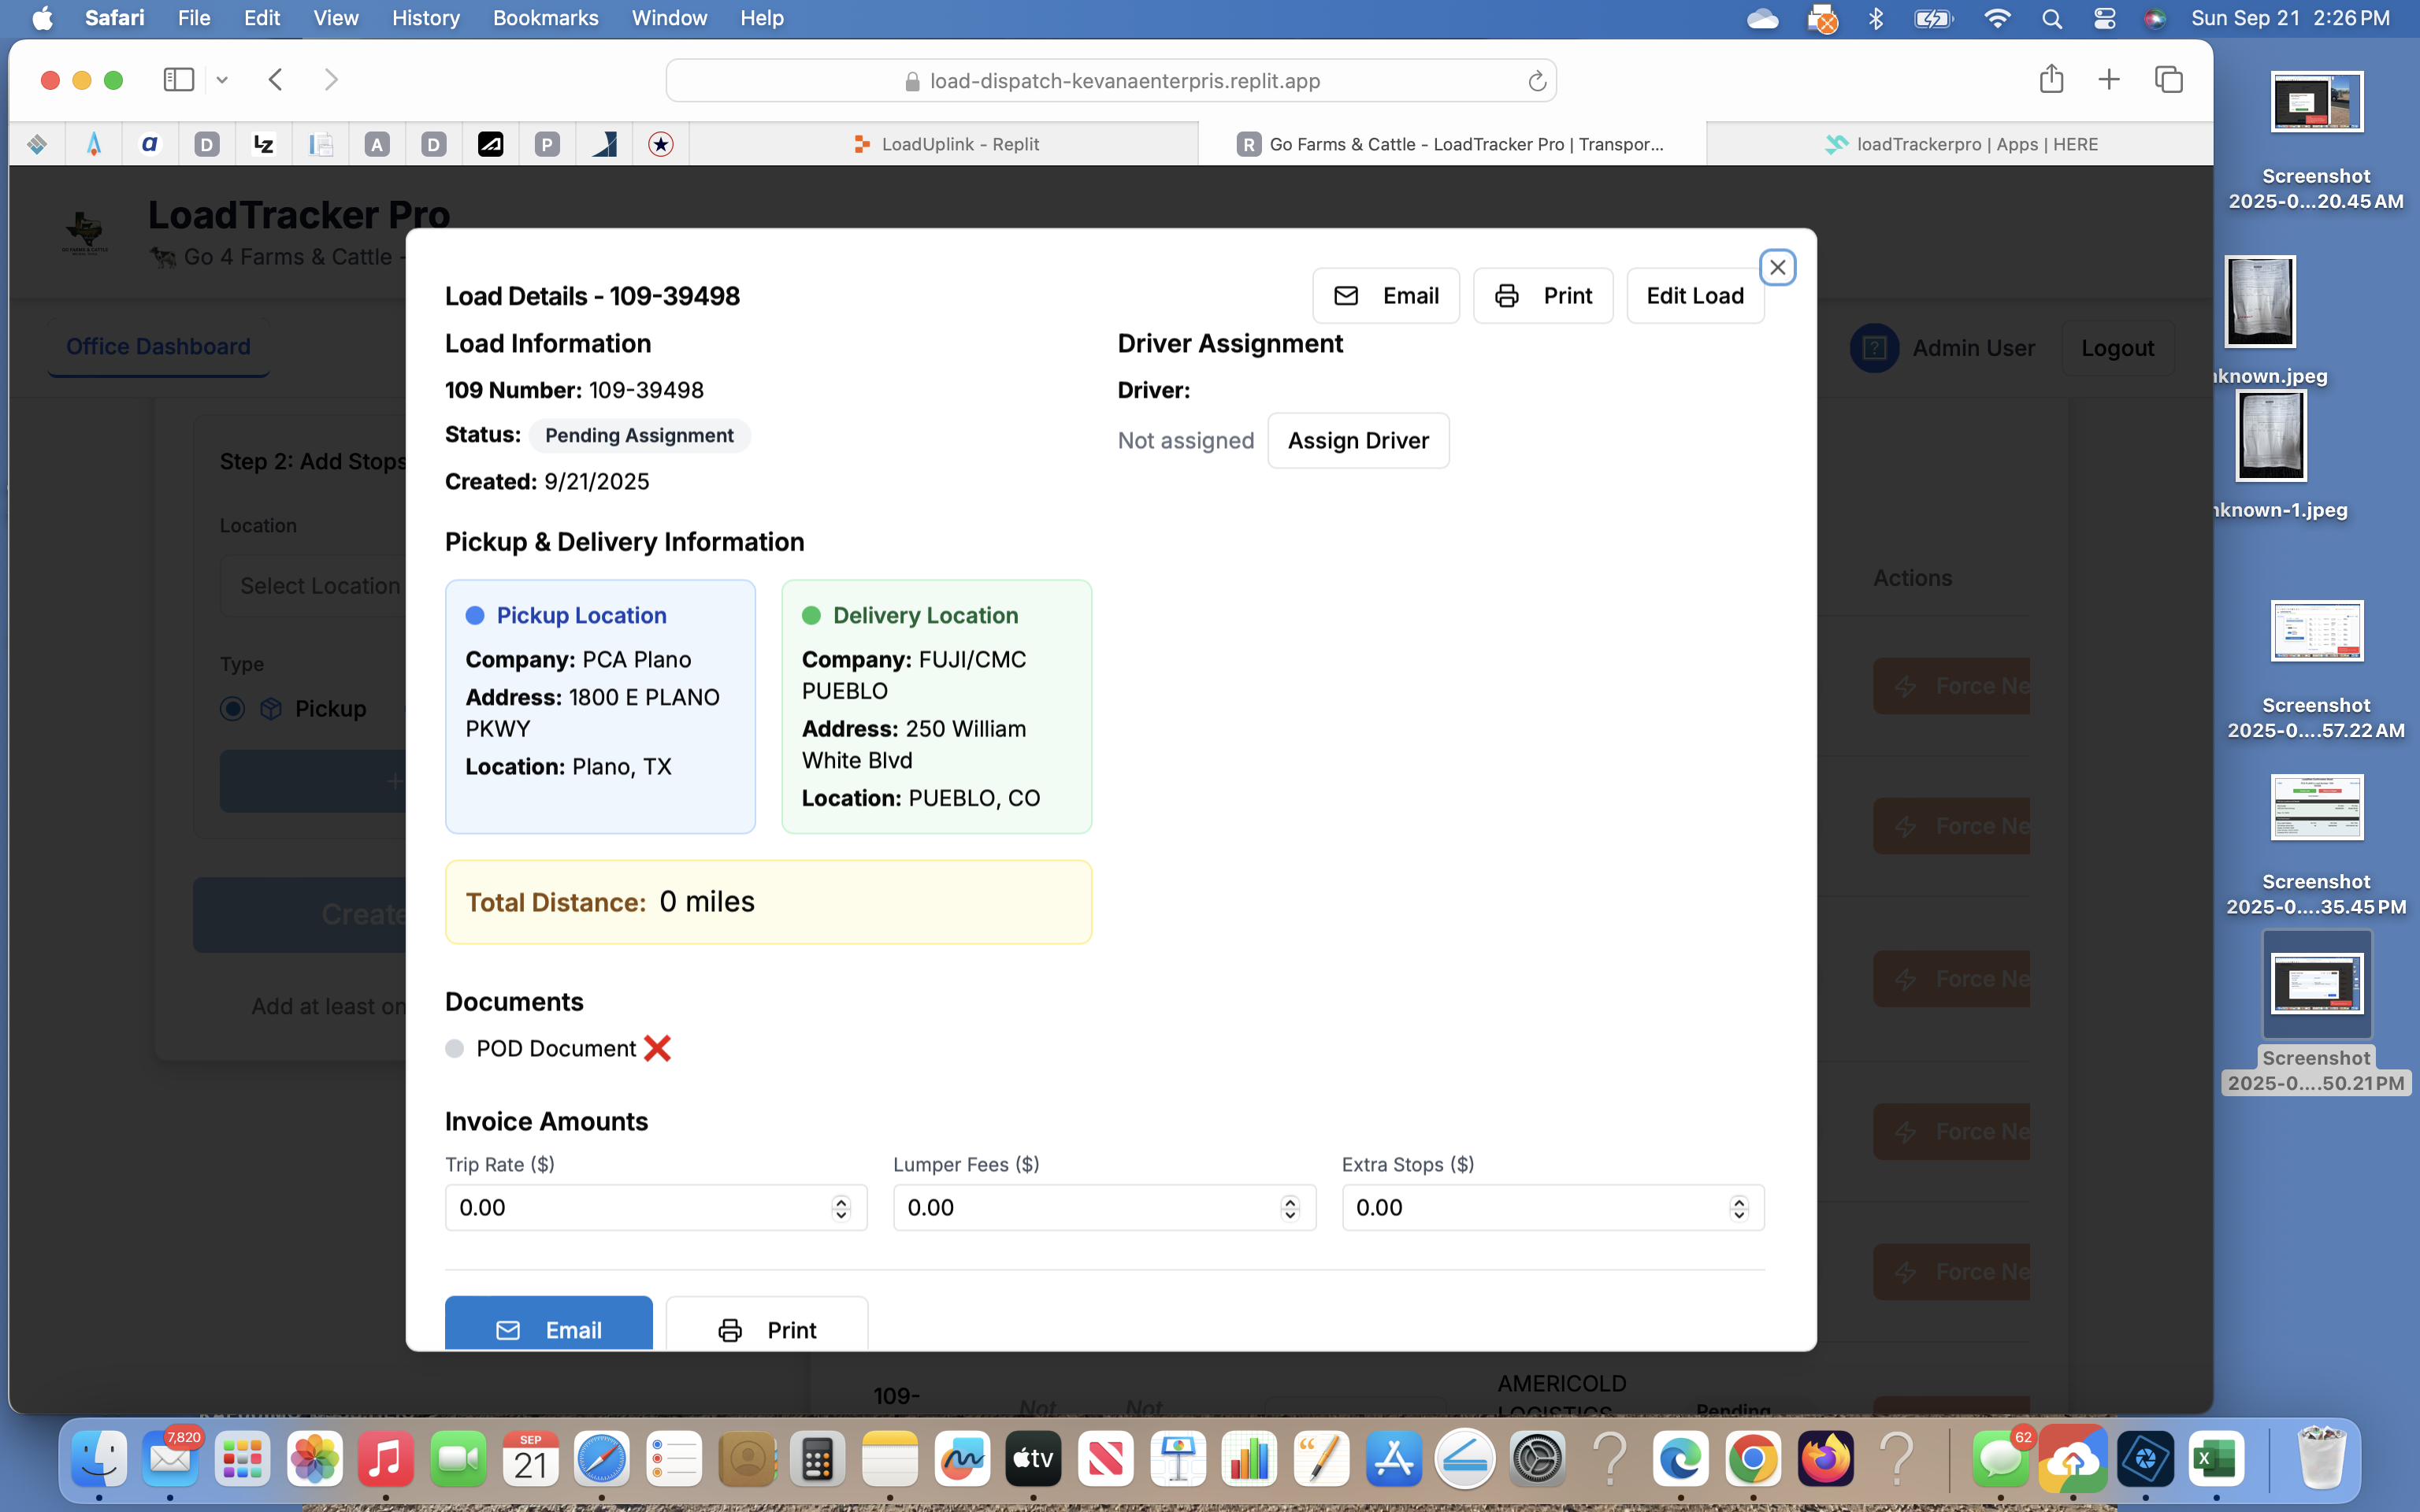 Safari File Edit View History Bookmarks Window Help
Sun Sep 21 2:26 PM
load-dispatch-kevanaenterpris.replit.app
a D LZ A D P
LoadUplink - Replit
R Go Farms & Cattle - LoadTracker Pro | Transpor...
loadTrackerpro | Apps | HERE
LoadTracker Pro
Go 4 Farms & Cattle -
Office Dashboard
Admin User
Logout
Step 2: Add Stops
Location
Select Location
Type
Pickup
+
Create
Add at least on
Load Details - 109-39498
Email
Print
Edit Load
Load Information
109 Number: 109-39498
Status: Pending Assignment
Created: 9/21/2025
Driver Assignment
Driver:
Not assigned
Assign Driver
Pickup & Delivery Information
Pickup Location
Company: PCA Plano
Address: 1800 E PLANO
PKWY
Location: Plano, TX
Delivery Location
Company: FUJI/CMC
PUEBLO
Address: 250 William
White Blvd
Location: PUEBLO, CO
Total Distance: 0 miles
Documents
POD Document ❌
Invoice Amounts
Trip Rate ($)
0.00
Lumper Fees ($)
0.00
Extra Stops ($)
0.00
Email
Print
Actions
Force Ne
Force Ne
Force Ne
Force Ne
Force Ne
109-
Not
Not
AMERICOLD
LOGISTICS
Pending
Screenshot
2025-0...20.45 AM
nknown.jpeg
nknown-1.jpeg
Screenshot
2025-0....57.22 AM
Screenshot
2025-0....35.45 PM
Screenshot
2025-0....50.21 PM
7,820
SEP
21
tv
62
X